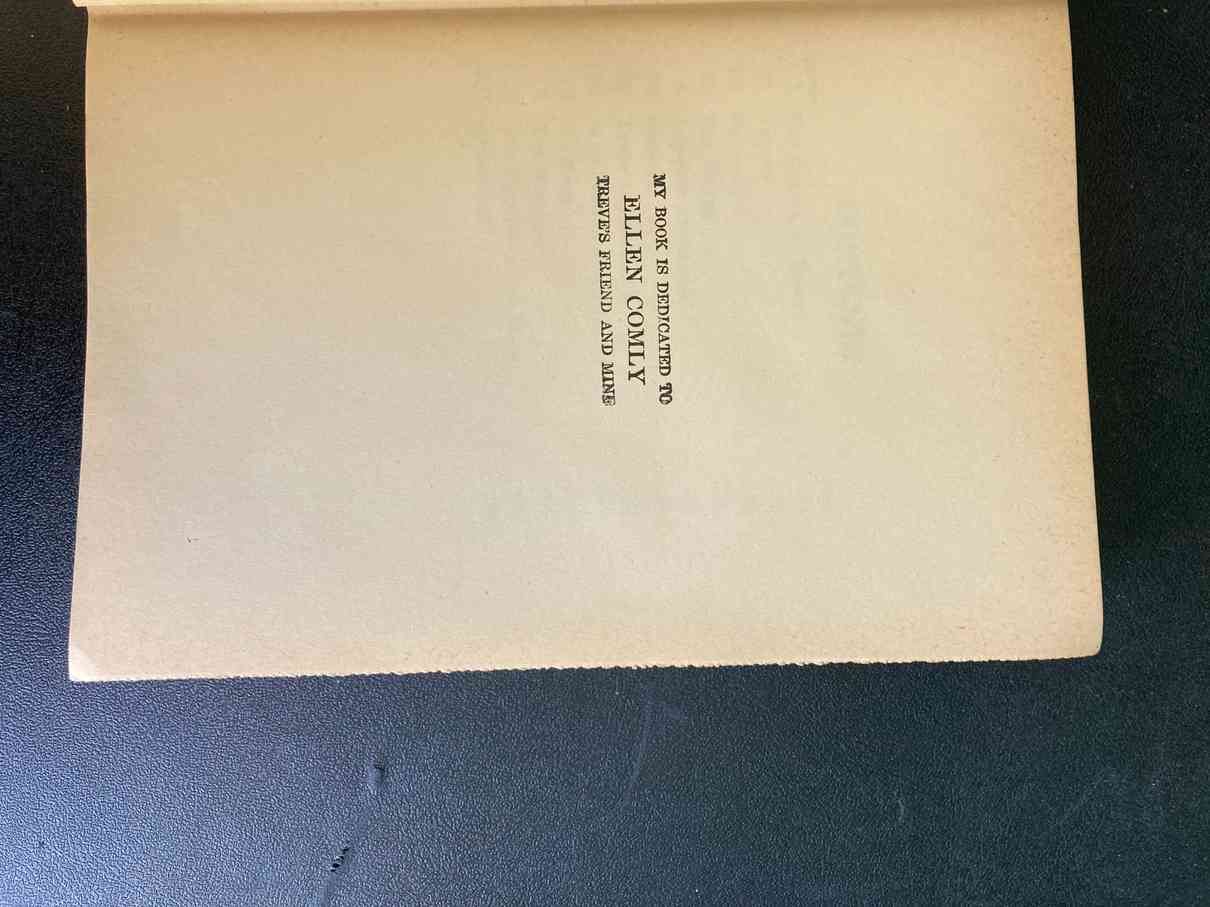 MY BOOK IS DEDICATED TO
ELLEN COMLY
TREVE'S FRIEND AND MINE